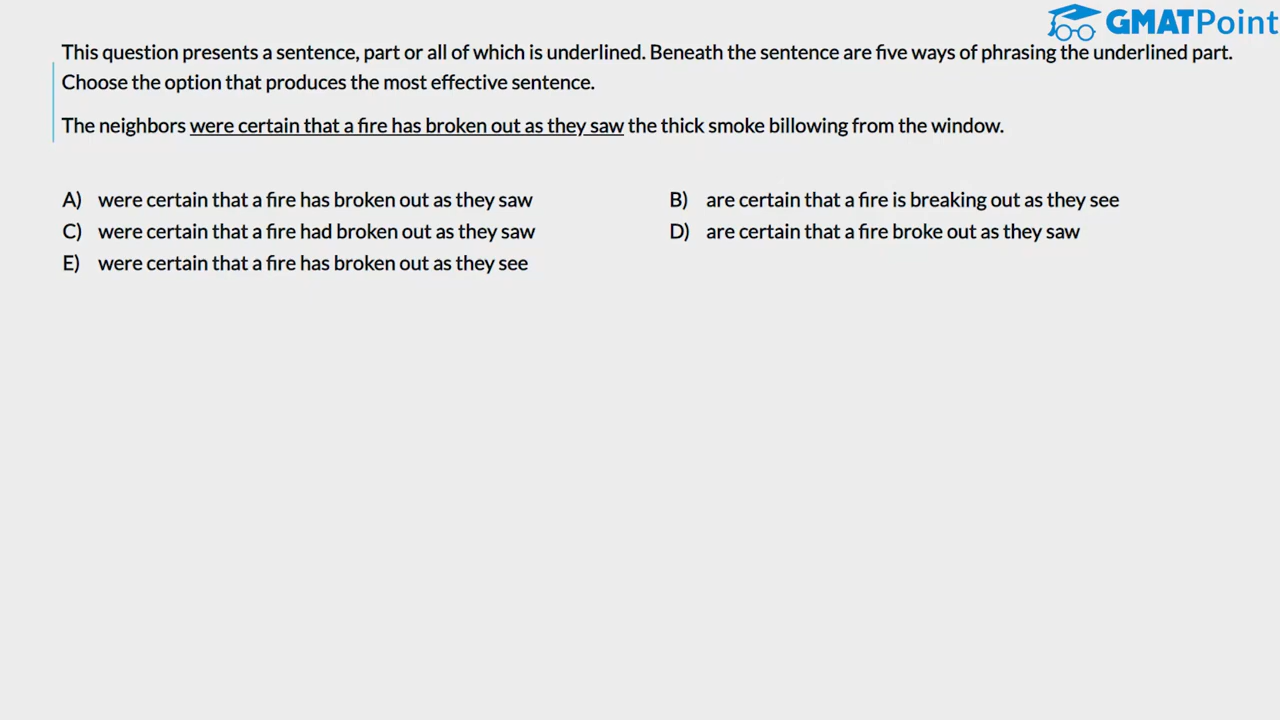 GMATPoint
This question presents a sentence, part or all of which is underlined. Beneath the sentence are five ways of phrasing the underlined part.
Choose the option that produces the most effective sentence.
The neighbors were certain that a fire has broken out as they saw the thick smoke billowing from the window.
A) were certain that a fire has broken out as they saw
B) are certain that a fire is breaking out as they see
C) were certain that a fire had broken out as they saw
D) are certain that a fire broke out as they saw
E) were certain that a fire has broken out as they see